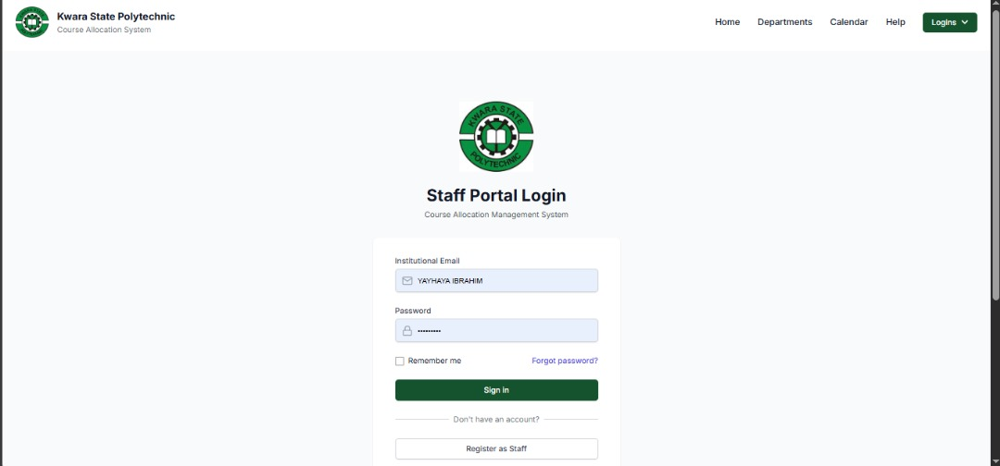 Kwara State Polytechnic
Course Allocation System
Home Departments Calendar Help Logins
KWARA STATE
POLYTECHNIC
Staff Portal Login
Course Allocation Management System
Institutional Email
YAYHAYA IBRAHIM
Password
•••••••••
Remember me Forgot password?
Sign in
Don't have an account?
Register as Staff